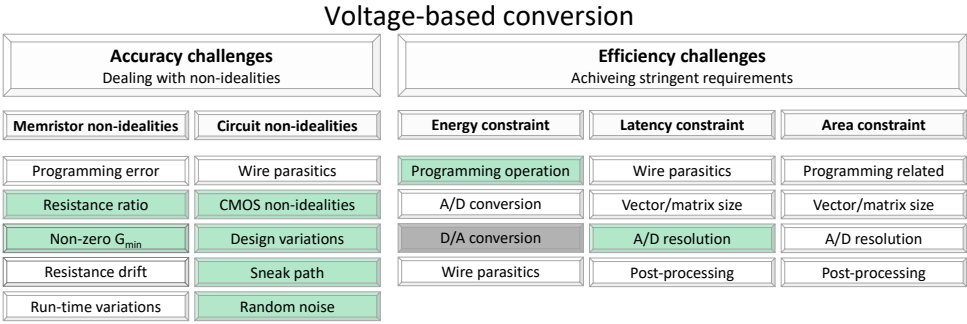 Voltage-based conversion
Accuracy challenges
Dealing with non-idealities
Efficiency challenges
Achiveing stringent requirements
Memristor non-idealities
Circuit non-idealities
Energy constraint
Latency constraint
Area constraint
Programming error
Wire parasitics
Programming operation
Wire parasitics
Programming related
Resistance ratio
CMOS non-idealities
A/D conversion
Vector/matrix size
Vector/matrix size
Non-zero Gmin
Design variations
D/A conversion
A/D resolution
A/D resolution
Resistance drift
Sneak path
Wire parasitics
Post-processing
Post-processing
Run-time variations
Random noise